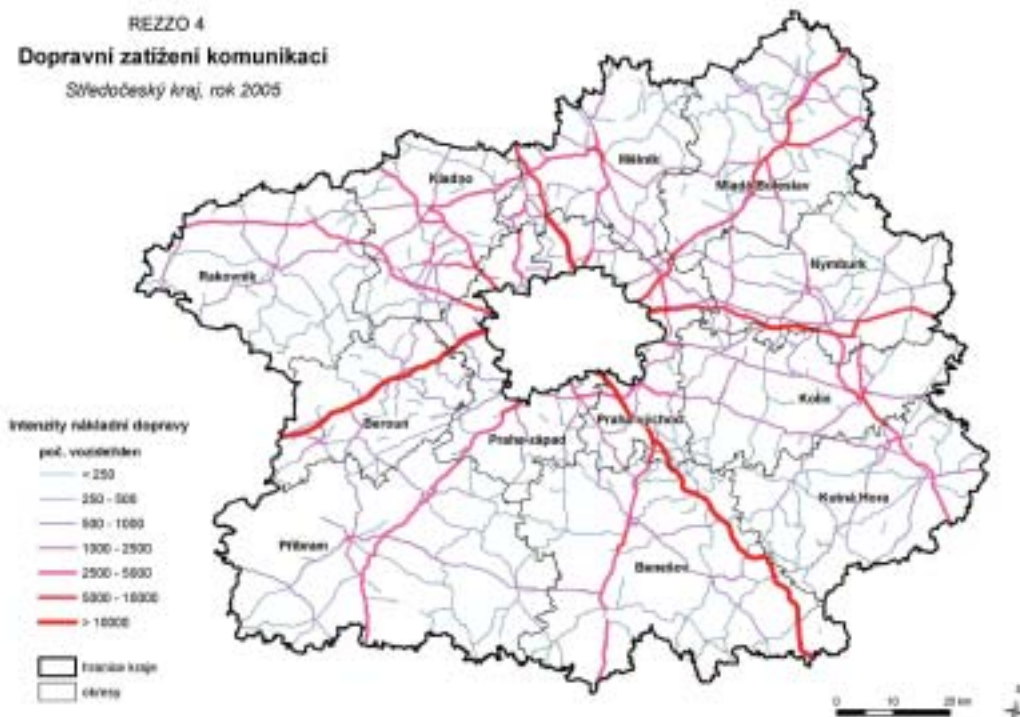 REZZO 4
Dopravní zatížení komunikací
Středočeský kraj, rok 2005
Mělník
Kladno
Mladá Boleslav
Nymburk
Rakovník
Kolín
Beroun
Praha-západ
Praha-východ
Kutná Hora
Příbram
Benešov
Intenzity nákladní dopravy
poč. vozidel/den
< 250
250 - 500
500 - 1000
1000 - 2500
2500 - 5000
5000 - 10000
> 10000
hranice kraje
okresy
0 10 20 km